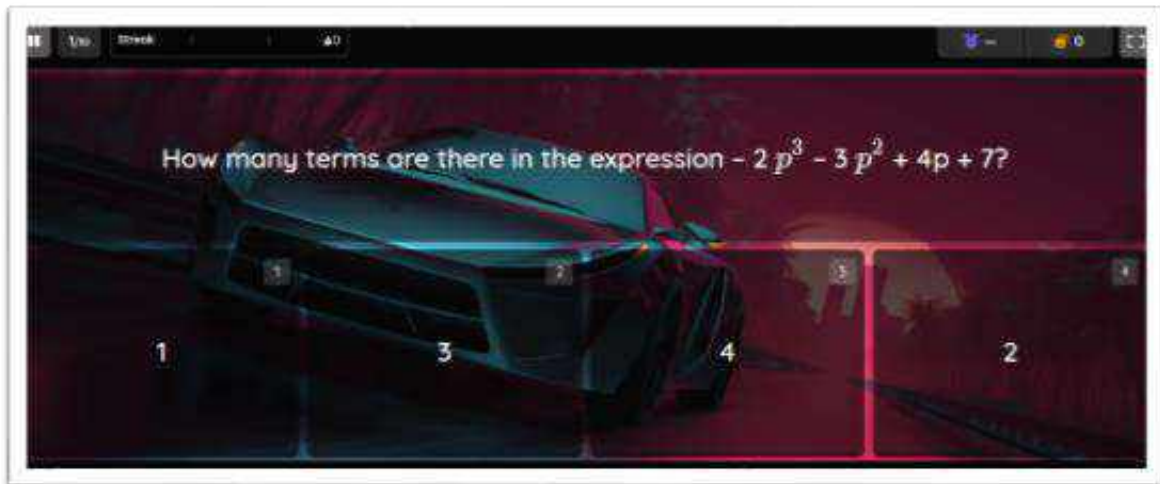 1/10 Streak 0 0
How many terms are there in the expression – 2 p³ – 3 p² + 4p + 7?
1 2 3 4
1 3 4 2